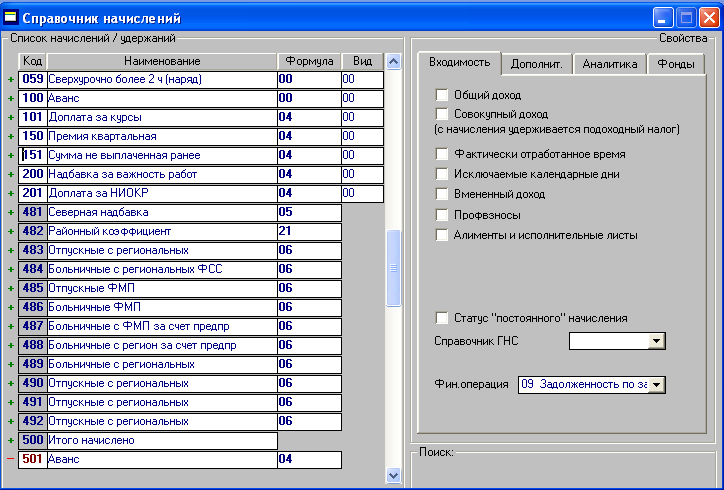 Справочник начислений
Список начислений / удержаний
Код Наименование Формула Вид
059 Сверхурочно более 2 ч (наряд) 00 00
100 Аванс 00 00
101 Доплата за курсы 04 00
150 Премия квартальная 04 00
151 Сумма не выплаченная ранее 04 00
200 Надбавка за важность работ 04 00
201 Доплата за НИОКР 04 00
481 Северная надбавка 05
482 Районный коэффициент 21
483 Отпускные с региональных 06
484 Больничные с региональных ФСС 06
485 Отпускные ФМП 06
486 Больничные ФМП 06
487 Больничные с ФМП за счет предпр 06
488 Больничные с регион за счет предпр 06
489 Больничные с региональных 06
490 Отпускные с региональных 06
491 Отпускные с региональных 06
492 Отпускные с региональных 06
500 Итого начислено
501 Аванс 04
Свойства
Входимость Дополнит. Аналитика Фонды
Общий доход
Совокупный доход
(с начисления удерживается подоходный налог)
Фактически отработанное время
Исключаемые календарные дни
Вмененный доход
Профвзносы
Алименты и исполнительные листы
Статус "постоянного" начисления
Справочник ГНС
Фин.операция 09 Задолженность по за
Поиск: